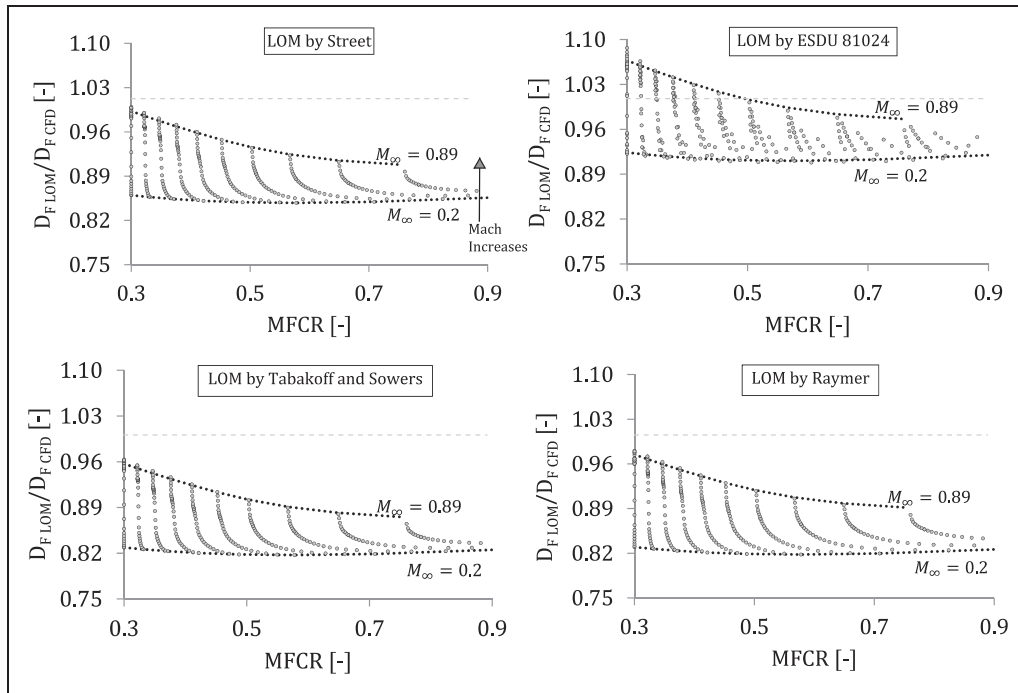 LOM by Street
1.10
1.03
0.96
0.89
0.82
0.75
D_F LOM/D_F CFD [-]
M∞ = 0.89
M∞ = 0.2
Mach
Increases
0.3
0.5
0.7
0.9
MFCR [-]
LOM by ESDU 81024
1.10
1.03
0.96
0.89
0.82
0.75
D_F LOM/D_F CFD [-]
M∞ = 0.89
M∞ = 0.2
0.3
0.5
0.7
0.9
MFCR [-]
LOM by Tabakoff and Sowers
1.10
1.03
0.96
0.89
0.82
0.75
D_F LOM/D_F CFD [-]
M∞ = 0.89
M∞ = 0.2
0.3
0.5
0.7
0.9
MFCR [-]
LOM by Raymer
1.10
1.03
0.96
0.89
0.82
0.75
D_F LOM/D_F CFD [-]
M∞ = 0.89
M∞ = 0.2
0.3
0.5
0.7
0.9
MFCR [-]